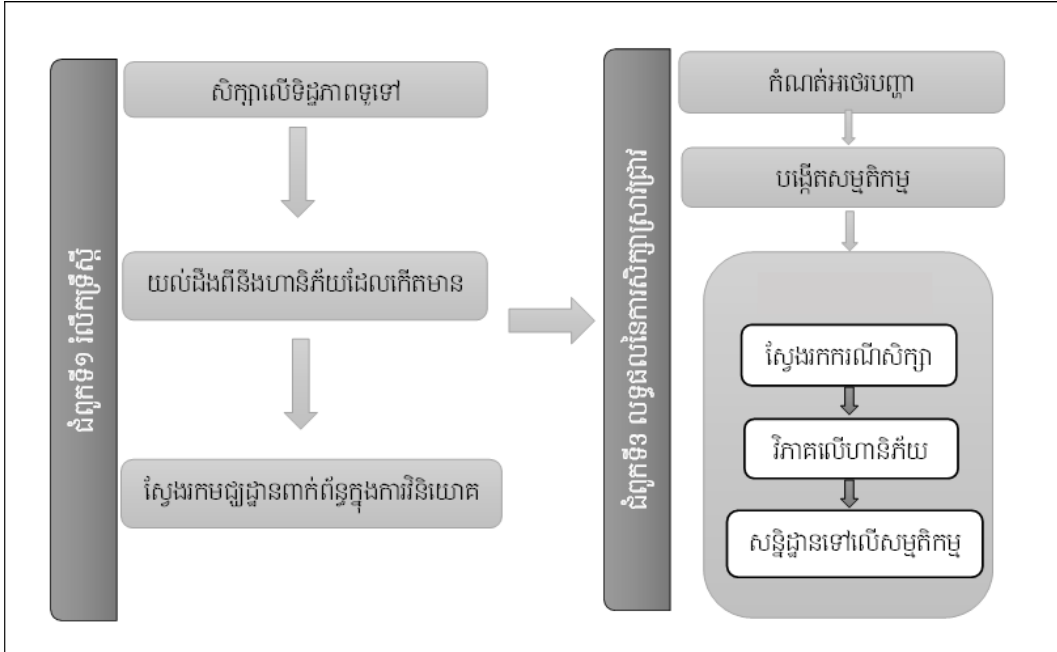 ជំពូកទី១ រំលឹកទ្រឹស្តី
សិក្សាលើទិដ្ឋភាពទូទៅ
យល់ដឹងពីនឹងហានិភ័យដែលកើតមាន
ស្វែងរកមជ្ឈដ្ឋានពាក់ព័ន្ធក្នុងការវិនិយោគ
ជំពូកទី៣ លទ្ធផលនៃការសិក្សាស្រាវជ្រាវ
កំណត់អថេរបញ្ហា
បង្កើតសម្មតិកម្ម
ស្វែងរកករណីសិក្សា
វិភាគលើហានិភ័យ
សន្និដ្ឋានទៅលើសម្មតិកម្ម